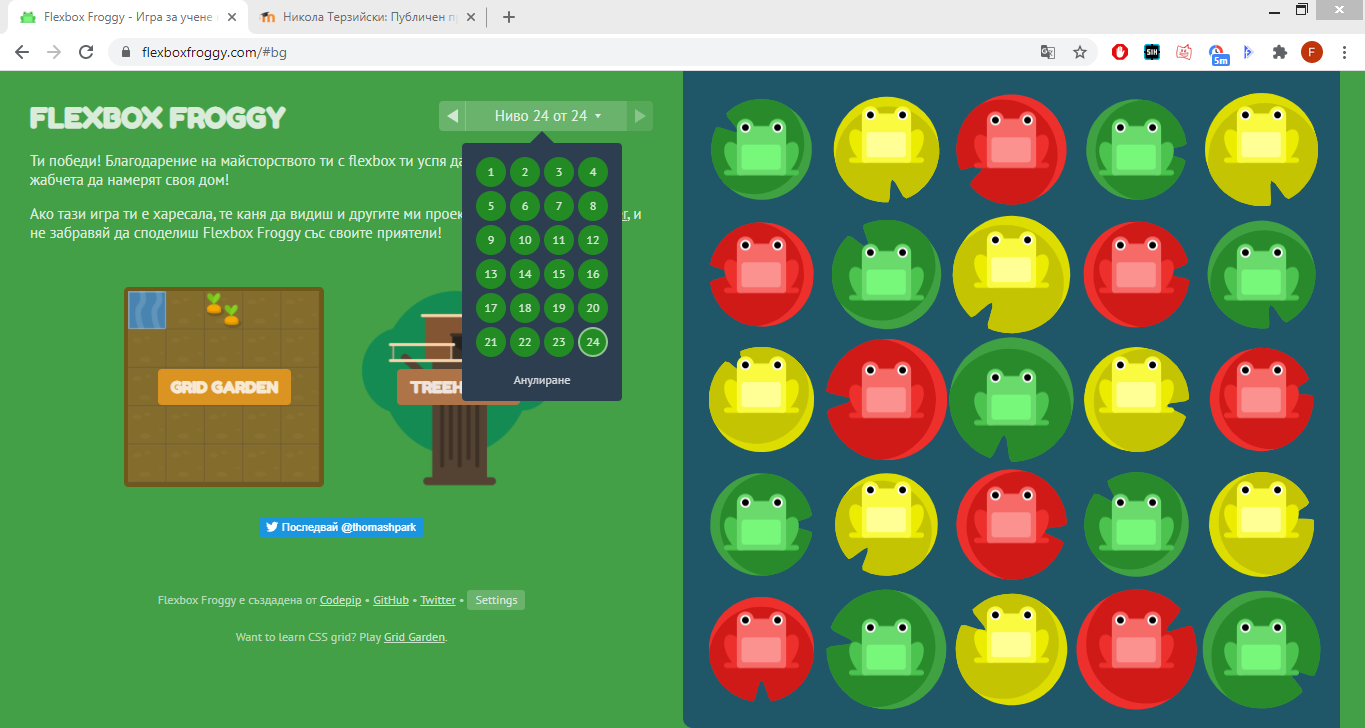 Flexbox Froggy - Игра за учене
Никола Терзийски: Публичен п
flexboxfroggy.com/#bg
SIH
5m
F
FLEXBOX FROGGY
Ниво 24 от 24
Ти победи! Благодарение на майсторството ти с flexbox ти успя да
жабчета да намерят своя дом!
Ако тази игра ти е харесала, те каня да видиш и другите ми проек r, и
не забравяй да споделиш Flexbox Froggy със своите приятели!
1 2 3 4
5 6 7 8
9 10 11 12
13 14 15 16
17 18 19 20
21 22 23 24
Анулиране
GRID GARDEN
TREEH
Последвай @thomashpark
Flexbox Froggy е създадена от Codepip • GitHub • Twitter • Settings
Want to learn CSS grid? Play Grid Garden.